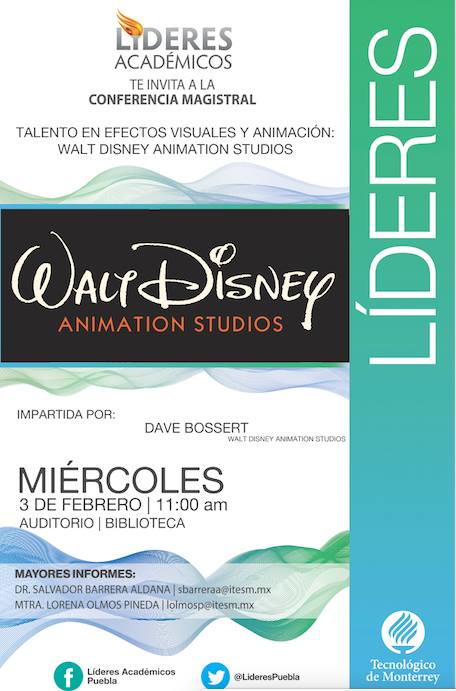 LÍDERES
ACADÉMICOS
TE INVITA A LA
CONFERENCIA MAGISTRAL
TALENTO EN EFECTOS VISUALES Y ANIMACIÓN:
WALT DISNEY ANIMATION STUDIOS
WALT DISNEY
ANIMATION STUDIOS
IMPARTIDA POR:
DAVE BOSSERT
WALT DISNEY ANIMATION STUDIOS
MIÉRCOLES
3 DE FEBRERO | 11:00 am
AUDITORIO | BIBLIOTECA
MAYORES INFORMES:
DR. SALVADOR BARRERA ALDANA | sbarreraa@itesm.mx
MTRA. LORENA OLMOS PINEDA | lolmosp@itesm.mx
Líderes Académicos
Puebla
@LideresPuebla
LÍDERES
Tecnológico
de Monterrey